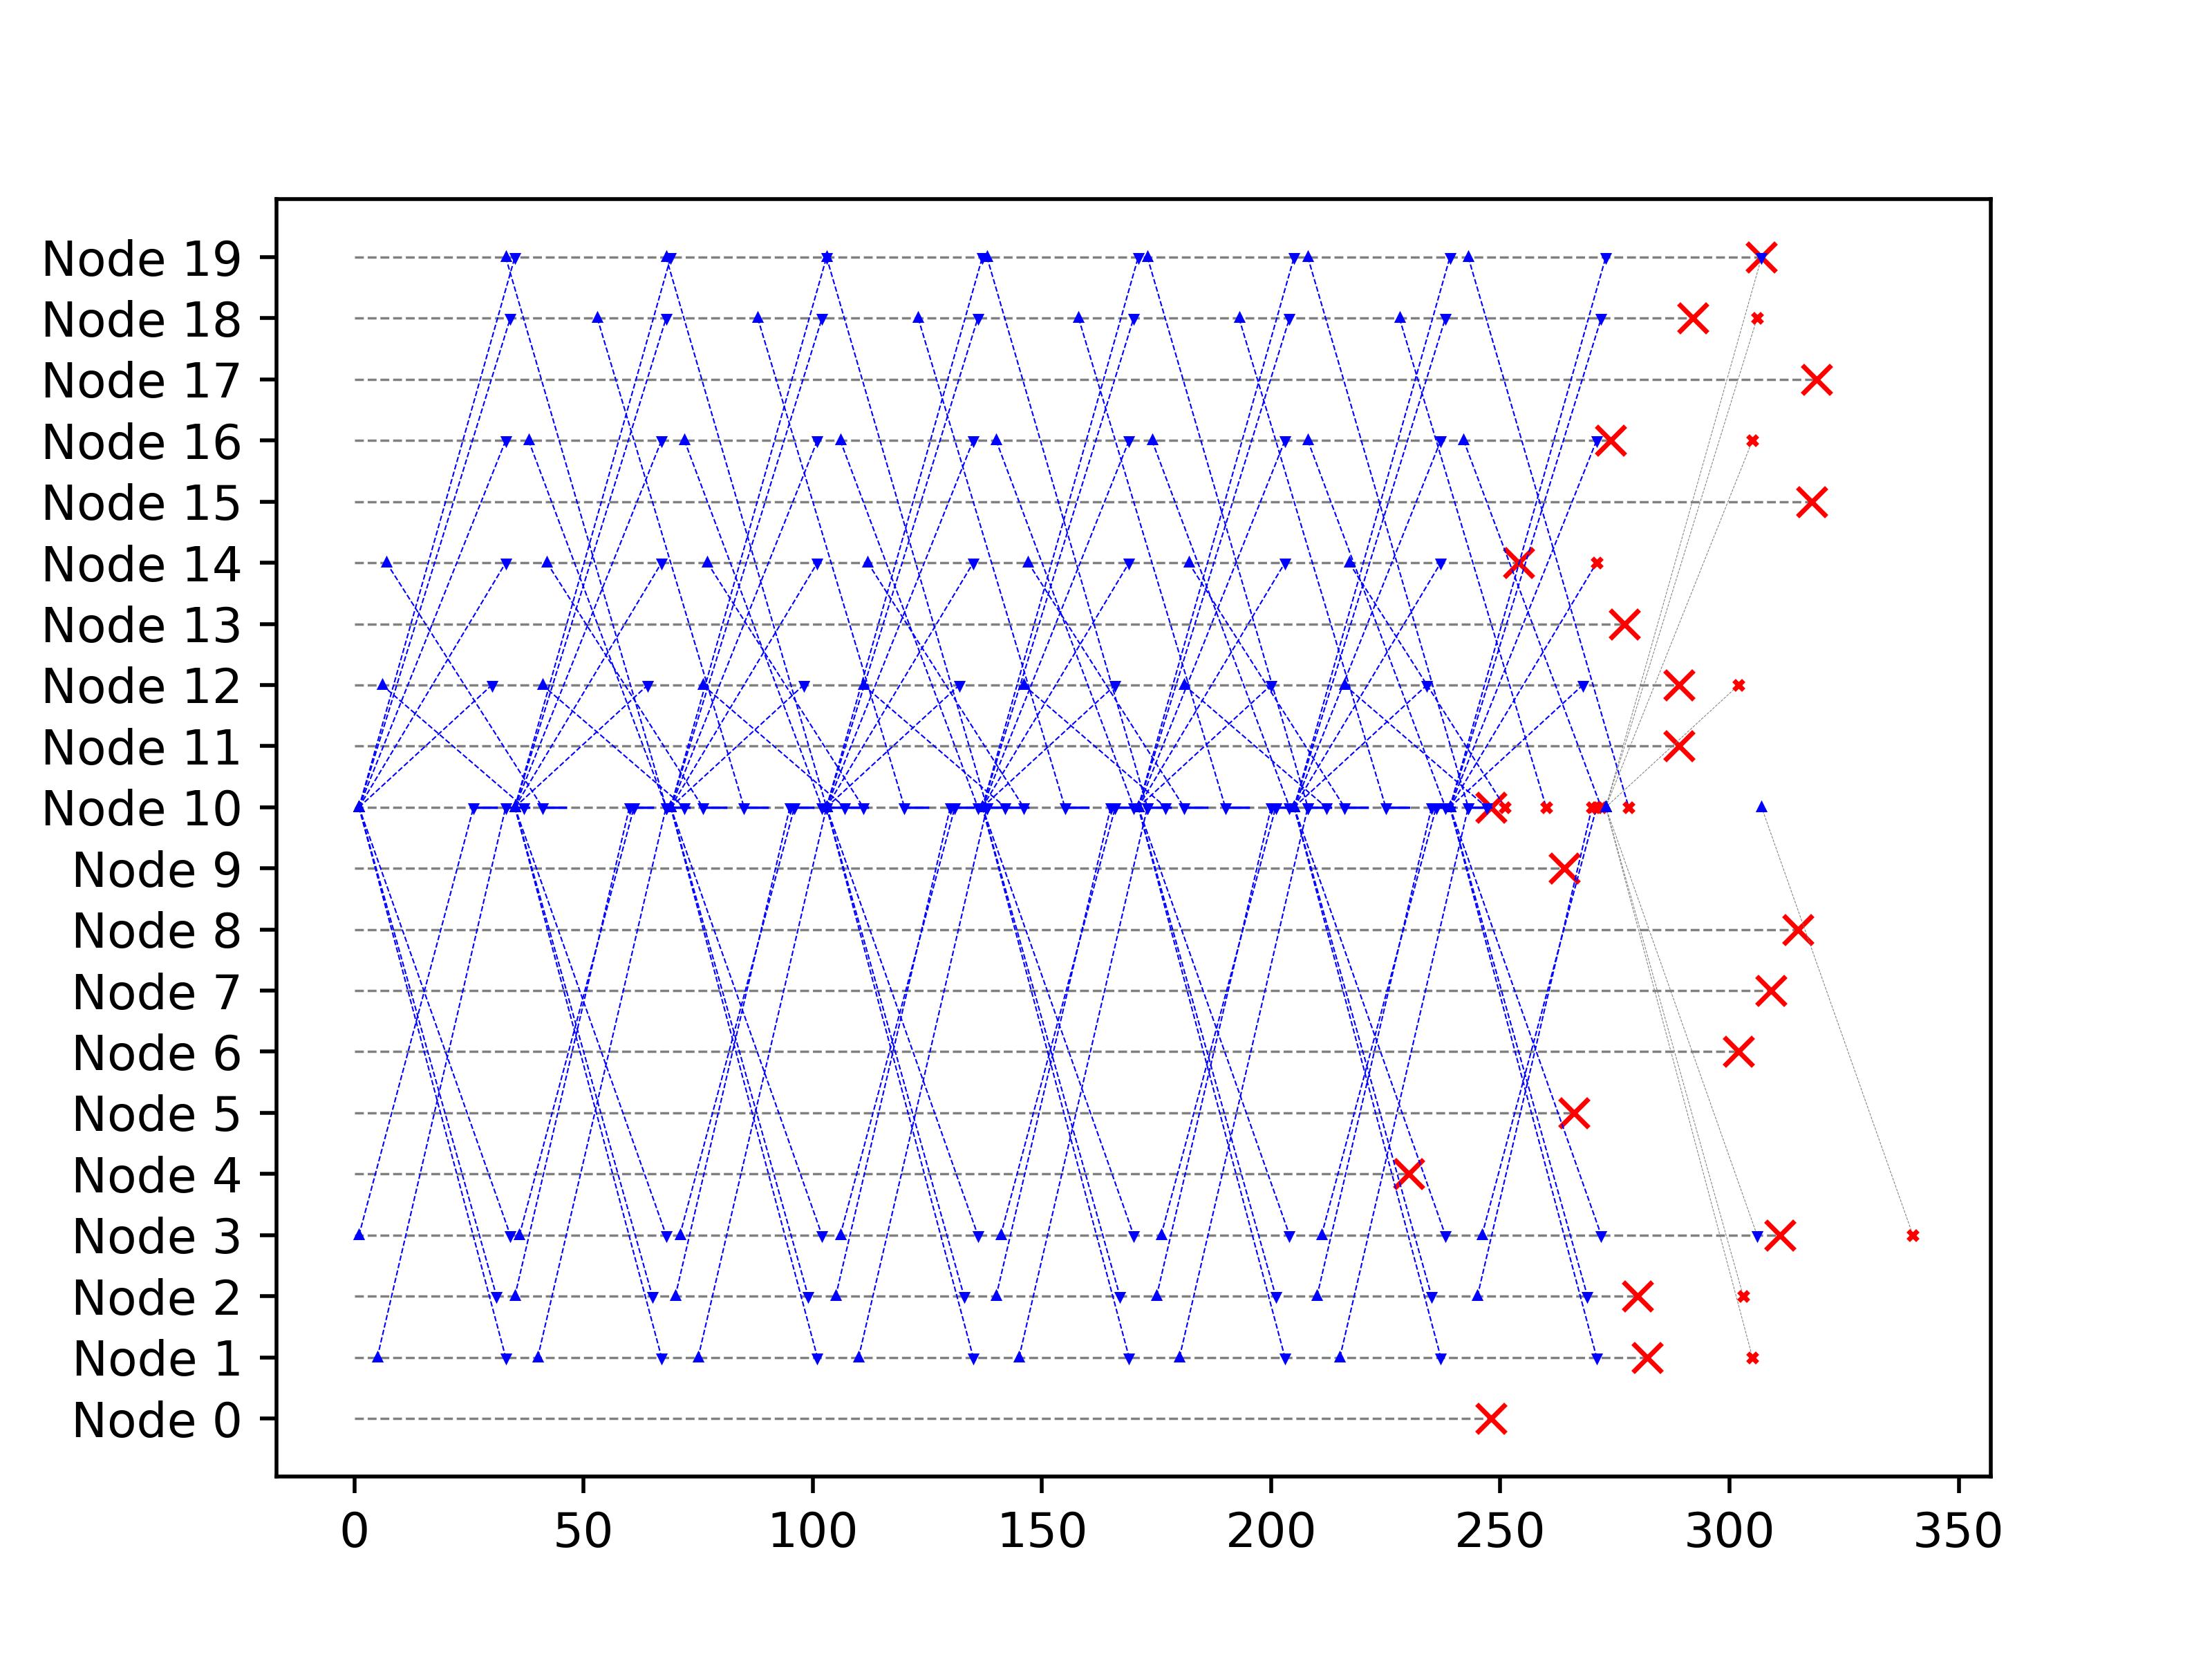 Node 19
Node 18
Node 17
Node 16
Node 15
Node 14
Node 13
Node 12
Node 11
Node 10
Node 9
Node 8
Node 7
Node 6
Node 5
Node 4
Node 3
Node 2
Node 1
Node 0
0 50 100 150 200 250 300 350